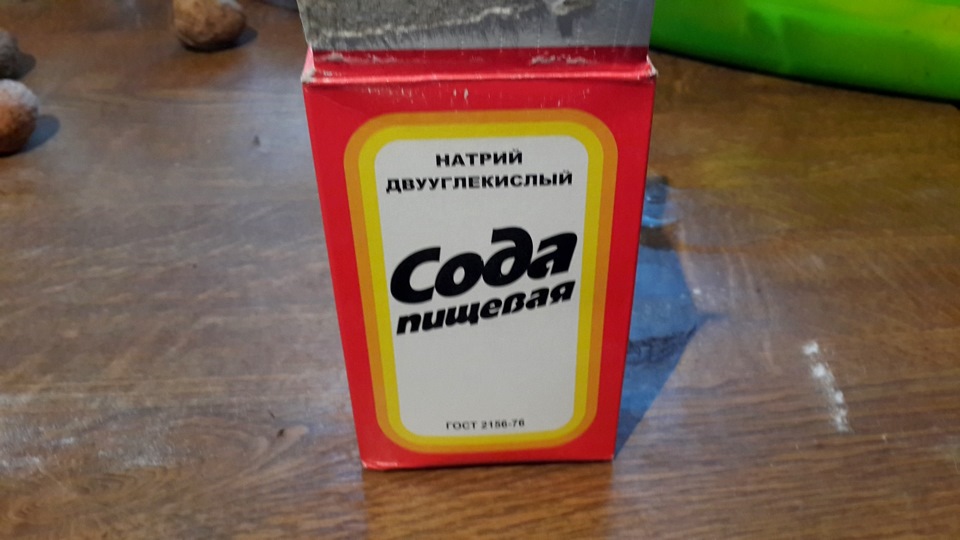 НАТРИЙ
ДВУУГЛЕКИСЛЫЙ
Сода
пищевая
ГОСТ 2156-76